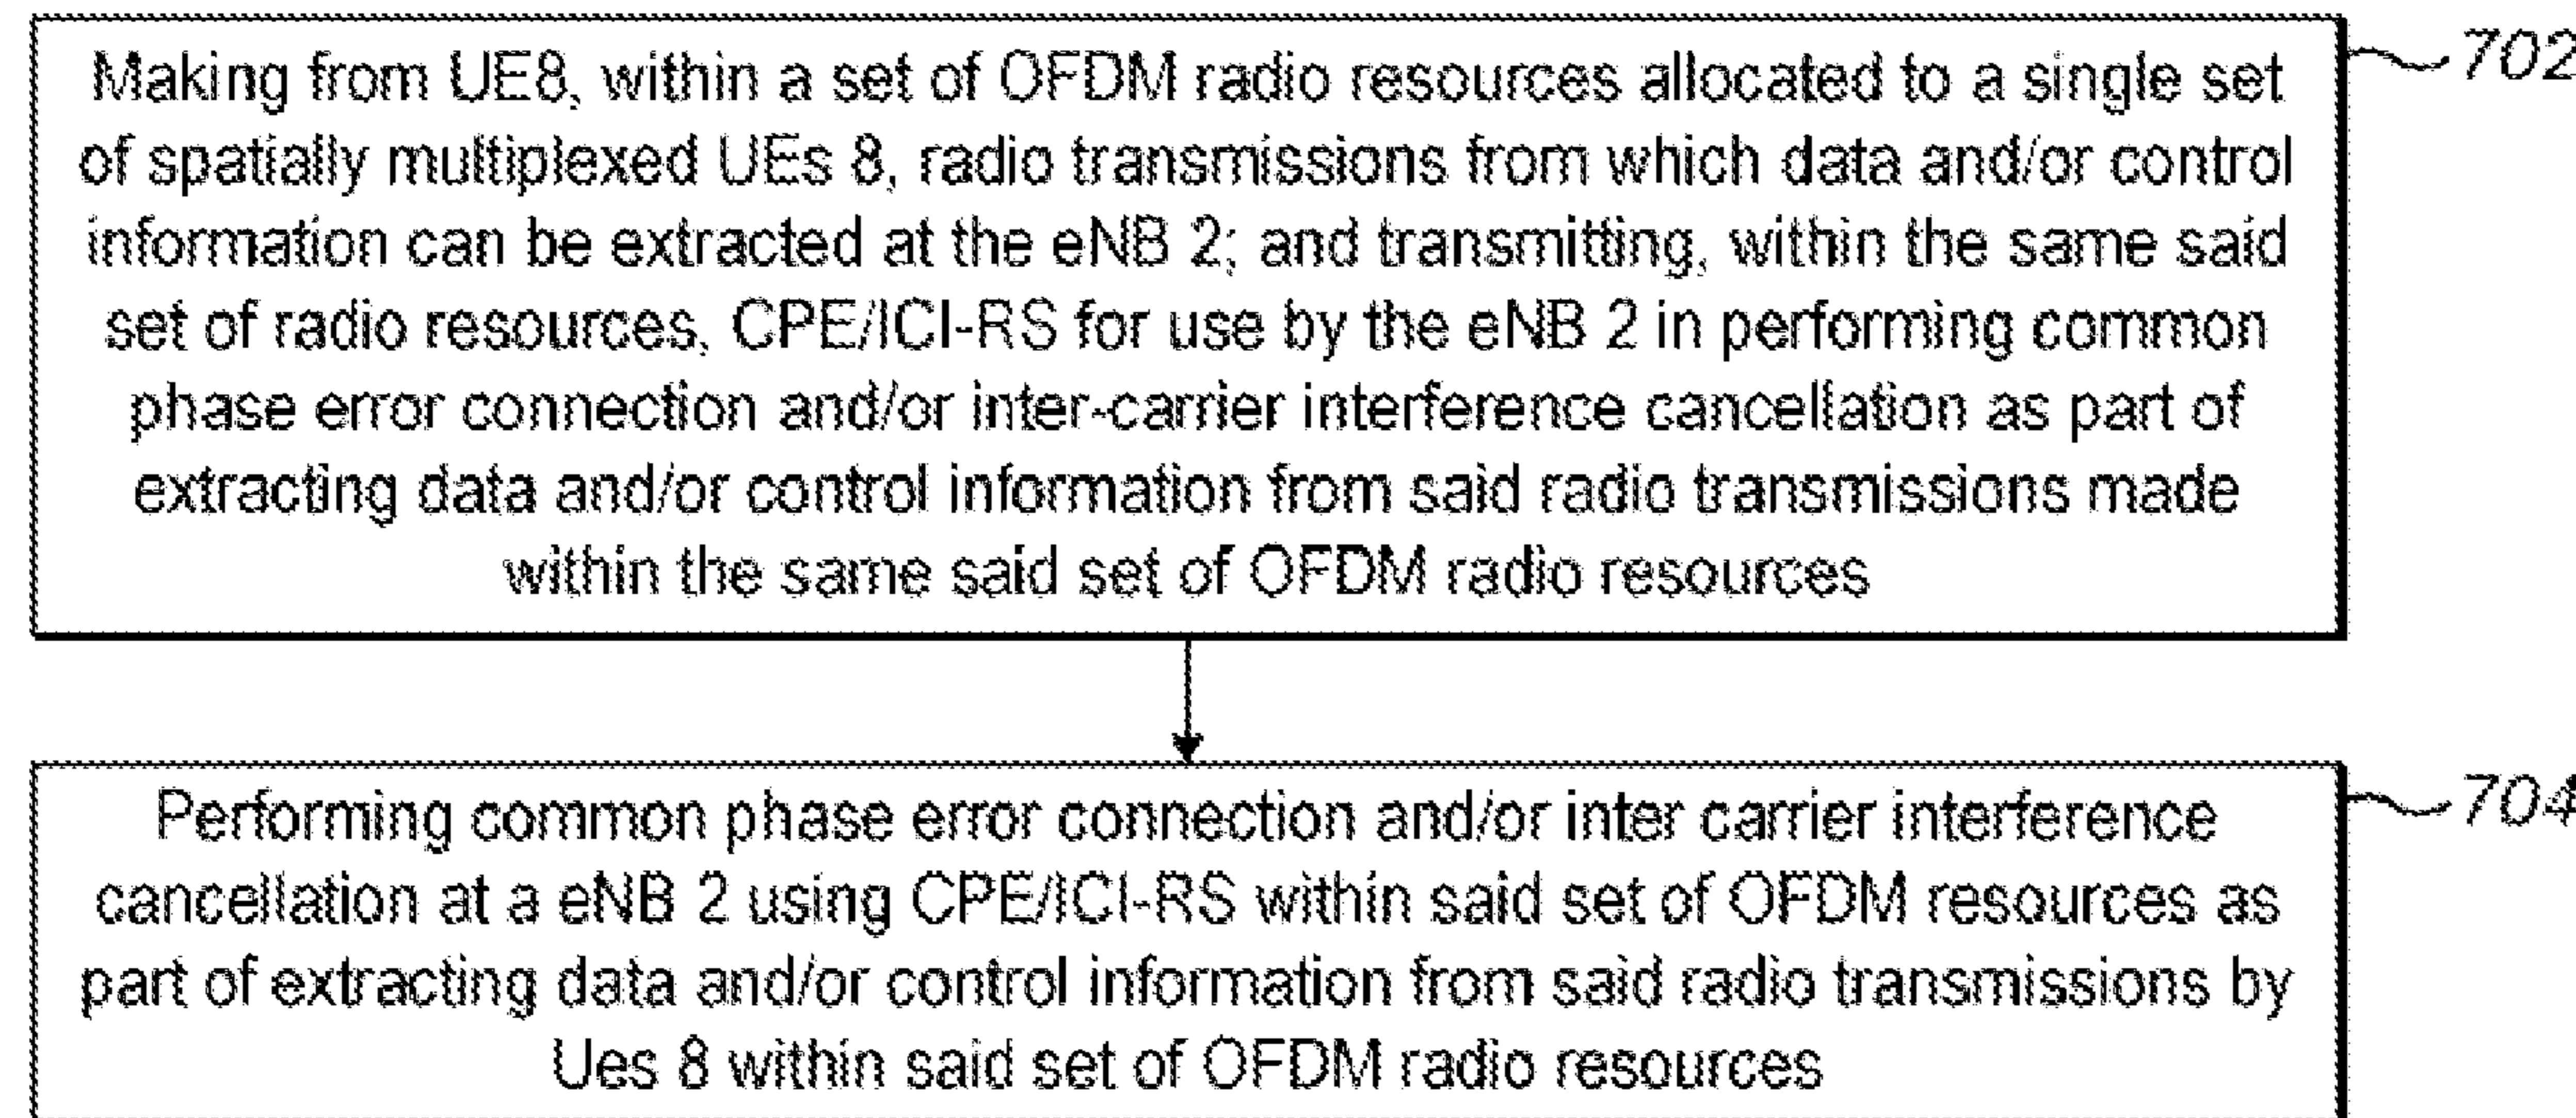 Making from UE8, within a set of OFDM radio resources allocated to a single set
of spatially multiplexed UEs 8, radio transmissions from which data and/or control
information can be extracted at the eNB 2; and transmitting, within the same said
set of radio resources, CPE/ICI-RS for use by the eNB 2 in performing common
phase error connection and/or inter-carrier interference cancellation as part of
extracting data and/or control information from said radio transmissions made
within the same said set of OFDM radio resources
702
Performing common phase error connection and/or inter carrier interference
cancellation at a eNB 2 using CPE/ICI-RS within said set of OFDM resources as
part of extracting data and/or control information from said radio transmissions by
Ues 8 within said set of OFDM radio resources
704